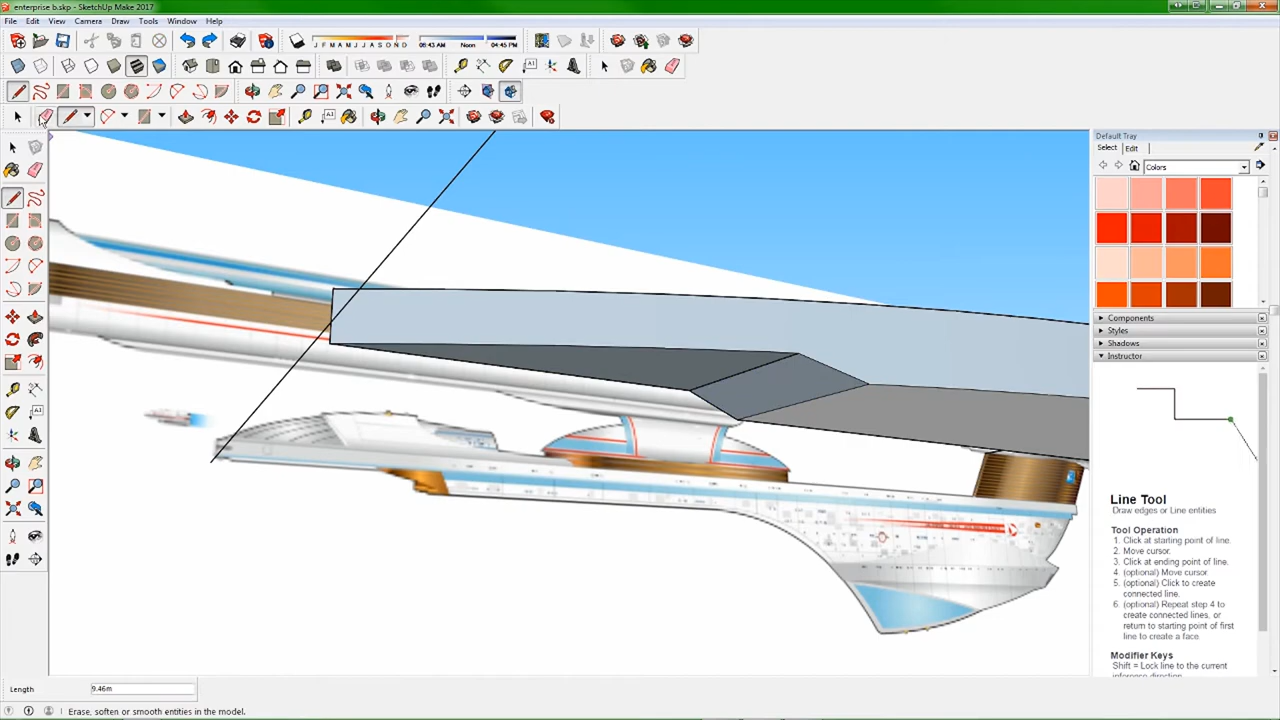 enterprise b.skp - SketchUp Make 2017
File Edit View Camera Draw Tools Window Help
J F M A M J J A S O N D 06:43 AM Noon 04:45 PM
Default Tray
Select Edit
Colors
Components
Styles
Shadows
Instructor
Line Tool
Draw edges or Line entities
Tool Operation
1. Click at starting point of line.
2. Move cursor.
3. Click at ending point of line.
4. (optional) Move cursor.
5. (optional) Click to create
connected line.
6. (optional) Repeat step 4 to
create connected lines, or
return to starting point of first
line to create a face.
Modifier Keys
Shift = Lock line to the current
inference direction.
Length 9.46m
Erase, soften or smooth entities in the model.